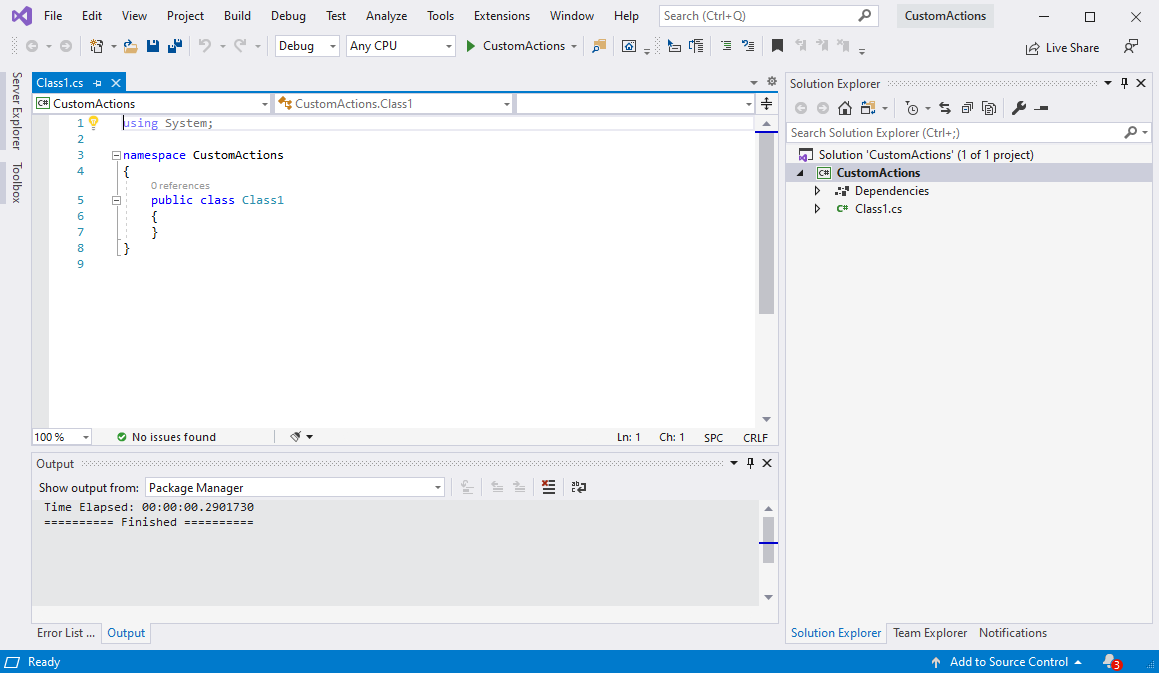 File Edit View Project Build Debug Test Analyze Tools Extensions Window Help Search (Ctrl+Q) CustomActions
Debug Any CPU CustomActions Live Share
Server Explorer
Toolbox
Class1.cs
C# CustomActions CustomActions.Class1
1 using System;
2
3 namespace CustomActions
4 {
0 references
5 public class Class1
6 {
7 }
8 }
9
100 % No issues found Ln: 1 Ch: 1 SPC CRLF
Output
Show output from: Package Manager
Time Elapsed: 00:00:00.2901730
========== Finished ==========
Error List ... Output
Solution Explorer
Search Solution Explorer (Ctrl+;)
Solution 'CustomActions' (1 of 1 project)
C# CustomActions
Dependencies
C# Class1.cs
Solution Explorer Team Explorer Notifications
Ready Add to Source Control 3